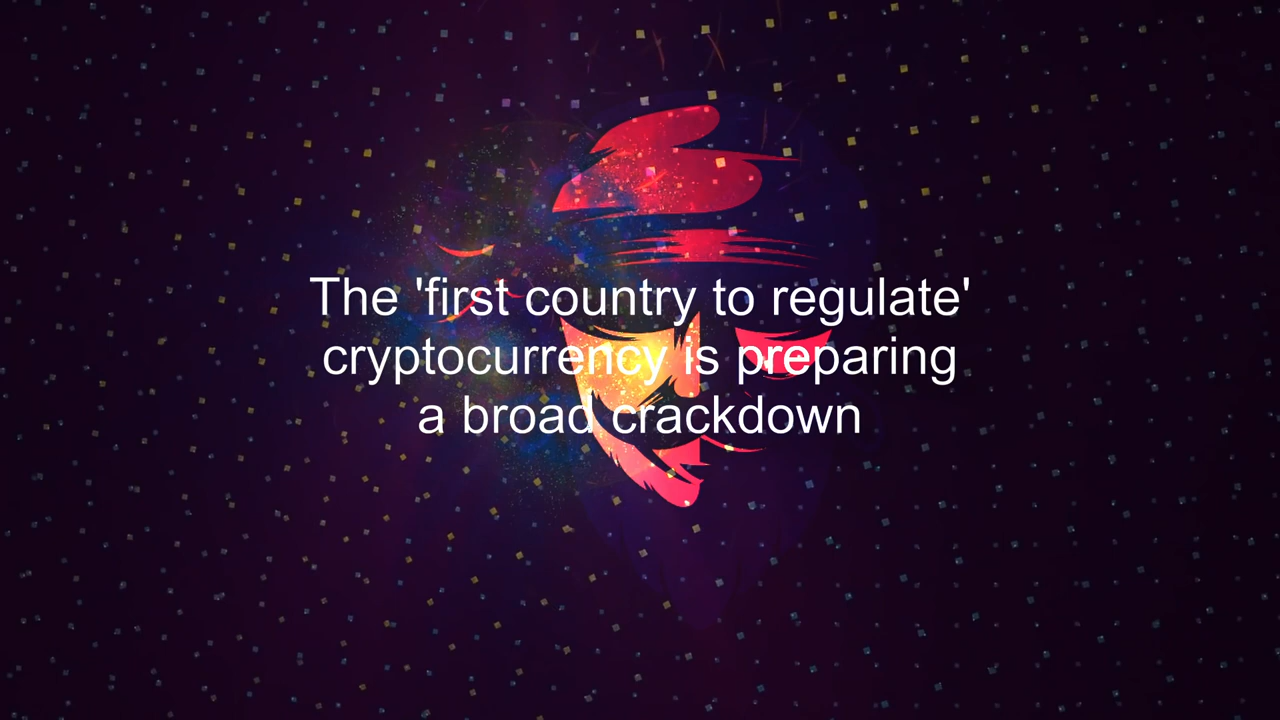 The 'first country to regulate'
cryptocurrency is preparing
a broad crackdown